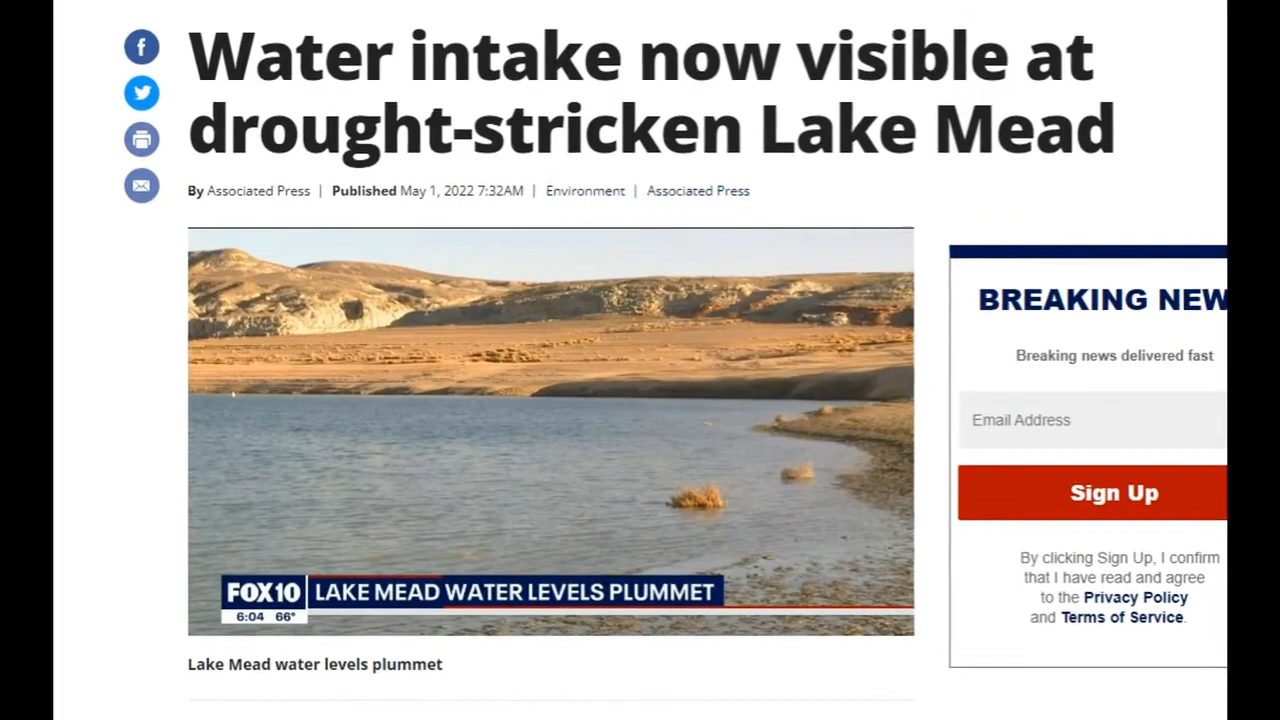 Water intake now visible at
drought-stricken Lake Mead
By Associated Press | Published May 1, 2022 7:32AM | Environment | Associated Press
FOX10
LAKE MEAD WATER LEVELS PLUMMET
6:04 66°
Lake Mead water levels plummet
BREAKING NEW
Breaking news delivered fast
Email Address
Sign Up
By clicking Sign Up, I confirm
that I have read and agree
to the Privacy Policy
and Terms of Service.